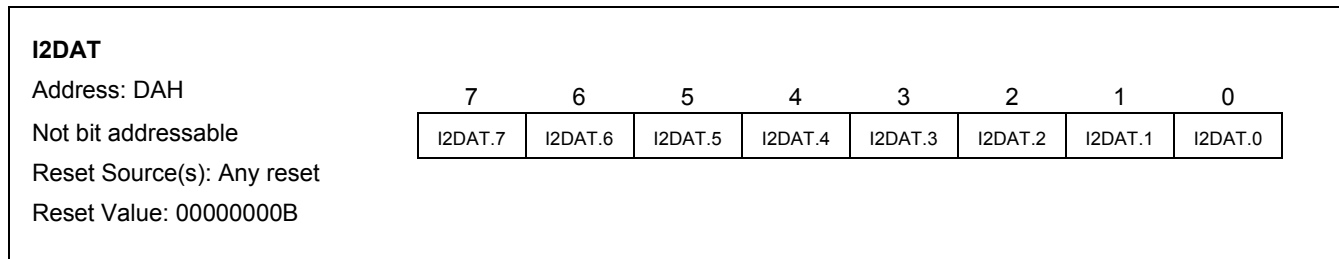 I2DAT
Address: DAH
7 6 5 4 3 2 1 0
Not bit addressable
I2DAT.7 I2DAT.6 I2DAT.5 I2DAT.4 I2DAT.3 I2DAT.2 I2DAT.1 I2DAT.0
Reset Source(s): Any reset
Reset Value: 00000000B